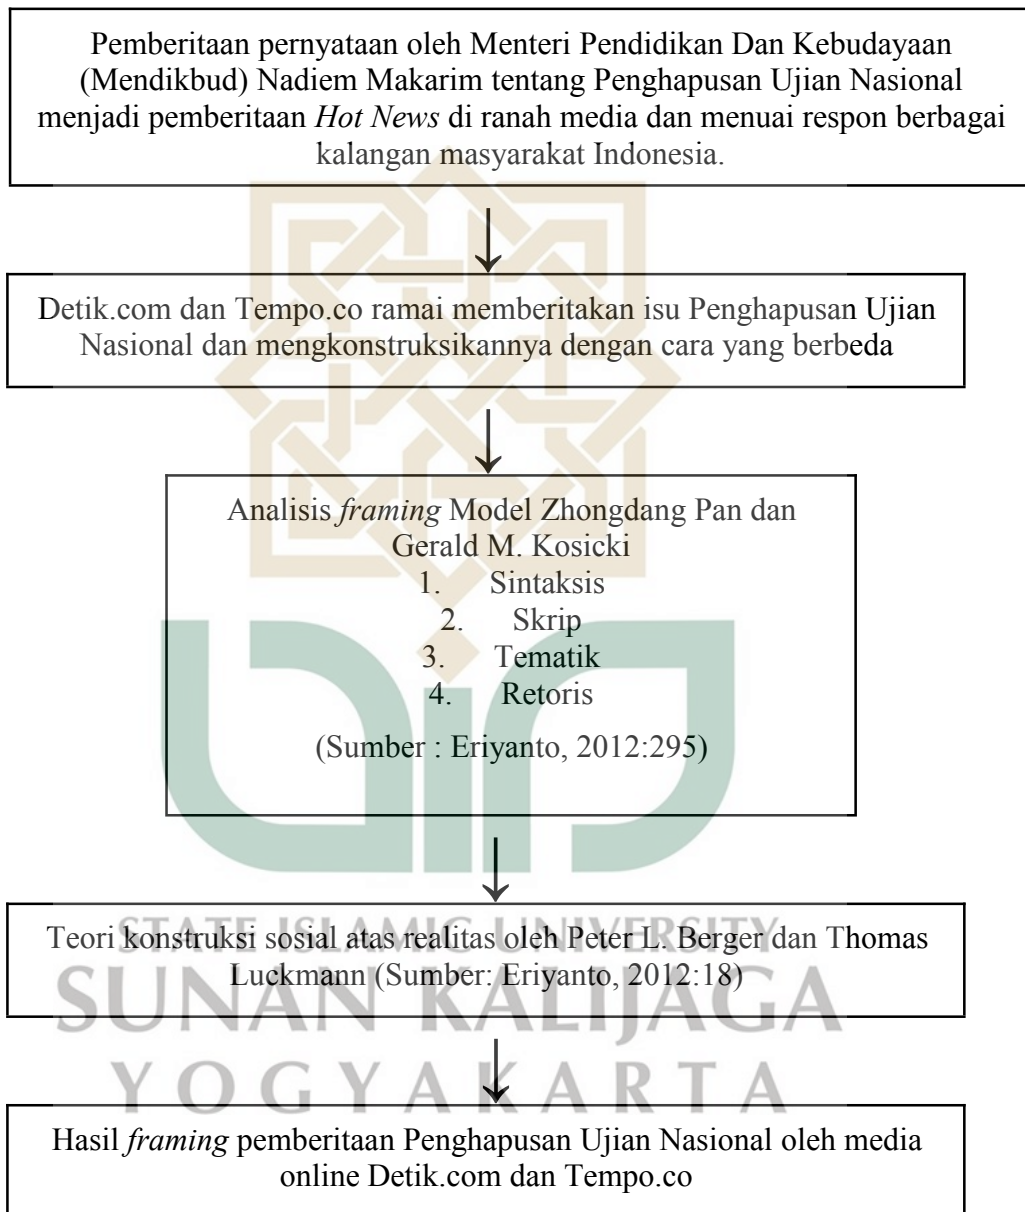 Pemberitaan pernyataan oleh Menteri Pendidikan Dan Kebudayaan
(Mendikbud) Nadiem Makarim tentang Penghapusan Ujian Nasional
menjadi pemberitaan Hot News di ranah media dan menuai respon berbagai
kalangan masyarakat Indonesia.
Detik.com dan Tempo.co ramai memberitakan isu Penghapusan Ujian
Nasional dan mengkonstruksikannya dengan cara yang berbeda
Analisis framing Model Zhongdang Pan dan
Gerald M. Kosicki
1. Sintaksis
2. Skrip
3. Tematik
4. Retoris
(Sumber : Eriyanto, 2012:295)
STATE ISLAMIC UNIVERSITY
Teori konstruksi sosial atas realitas oleh Peter L. Berger dan Thomas
Luckmann (Sumber: Eriyanto, 2012:18)
SUNAN KALIJAGA
YOGYAKARTA
Hasil framing pemberitaan Penghapusan Ujian Nasional oleh media
online Detik.com dan Tempo.co